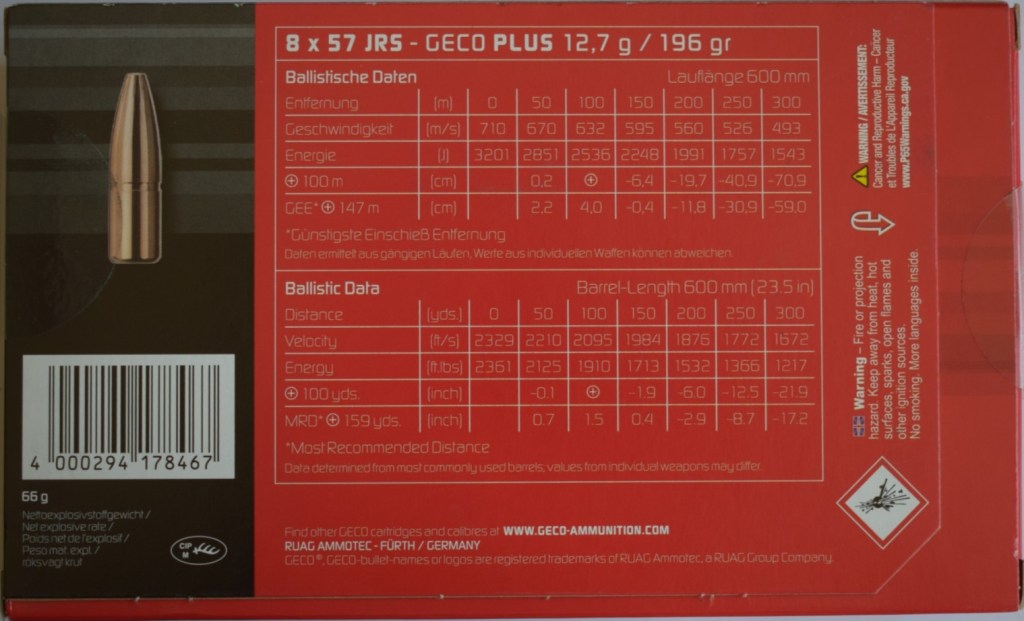 8 x 57 JRS - GECO PLUS 12,7 g / 196 gr
Ballistische Daten Lauflänge 600 mm
Entfernung (m) 0 50 100 150 200 250 300
Geschwindigkeit (m/s) 710 670 632 595 560 526 493
Energie (J) 3201 2851 2536 2248 1991 1757 1543
⊕ 100 m (cm) 0,2 ⊕ -6,4 -19,7 -40,9 -70,9
GEE* ⊕ 147 m (cm) 2,2 4,0 -0,4 -11,8 -30,9 -59,0
*Günstigste Einschieß Entfernung
Daten ermittelt aus gängigen Läufen, Werte aus individuellen Waffen können abweichen.
Ballistic Data Barrel-Length 600 mm (23.5 in)
Distance (yds.) 0 50 100 150 200 250 300
Velocity (ft/s) 2329 2210 2095 1984 1876 1772 1672
Energy (ft.lbs) 2361 2125 1910 1713 1532 1366 1217
⊕ 100 yds. (inch) -0.1 ⊕ -1.9 -6.0 -12.5 -21.9
MRD* ⊕ 159 yds. (inch) 0.7 1.5 0.4 -2.9 -8.7 -17.2
*Most Recommended Distance
Data determined from most commonly used barrels; values from individual weapons may differ.
Find other GECO cartridges and calibres at WWW.GECO-AMMUNITION.COM
RUAG AMMOTEC - FÜRTH / GERMANY
GECO®, GECO-bullet-names or logos are registered trademarks of RUAG Ammotec, a RUAG Group Company.
4 000294 178467
66 g
Nettoexplosivstoffgewicht /
Net explosive rate /
Poids net de l'explosif /
Peso mat. expl. /
röksvagt krut
CIP
M
WARNING / AVERTISSEMENT:
Cancer and Reproductive Harm – Cancer
et Troubles de L'Appareil Reproducteur
www.P65Warnings.ca.gov
Warning – Fire or projection
hazard. Keep away from heat, hot
surfaces, sparks, open flames and
other ignition sources.
No smoking. More languages inside.